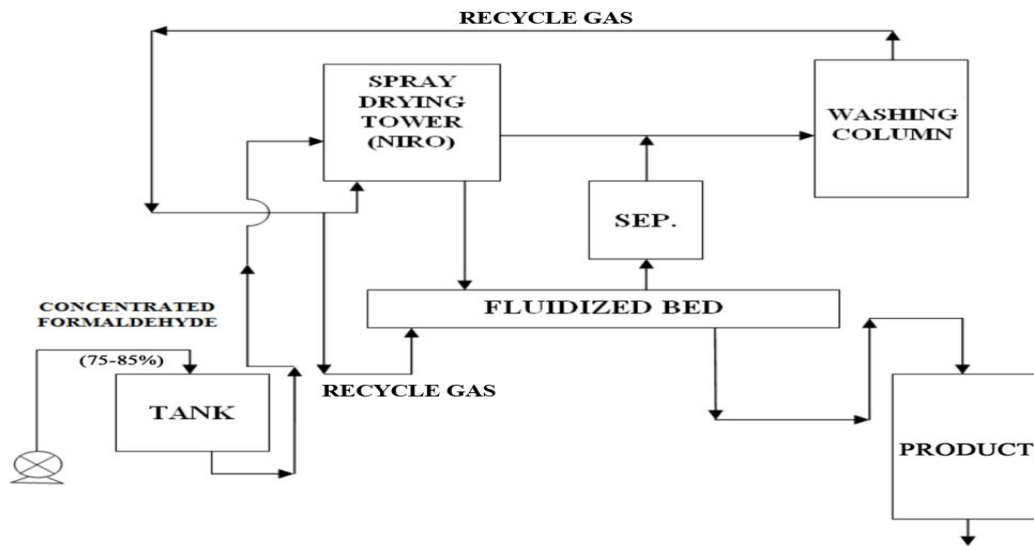 RECYCLE GAS
SPRAY
DRYING
TOWER
(NIRO)
WASHING
COLUMN
SEP.
CONCENTRATED
FORMALDEHYDE
(75-85%)
FLUIDIZED BED
RECYCLE GAS
TANK
PRODUCT